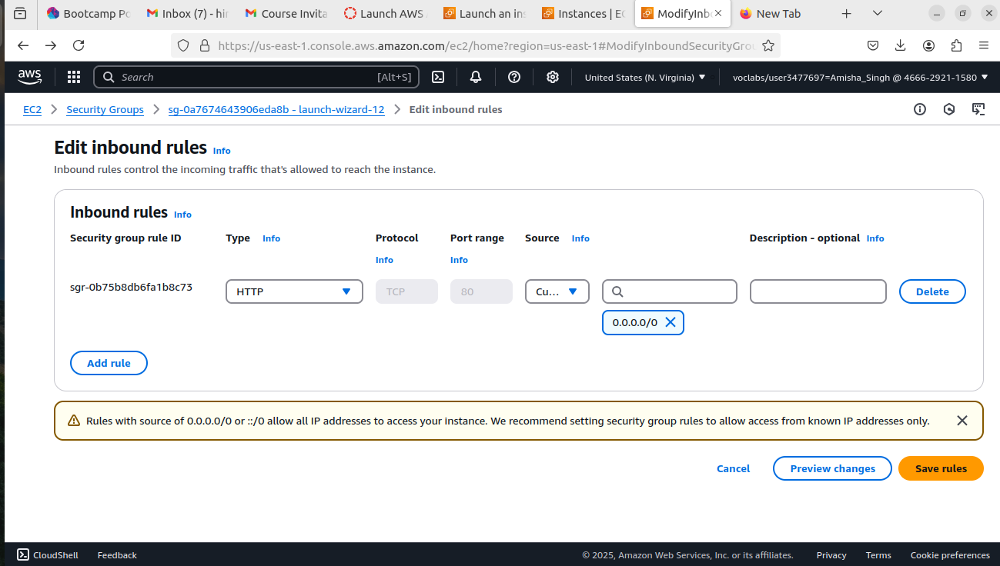 Bootcamp Po
Inbox (7) - hir
Course Invita
Launch AWS
Launch an ins
Instances | EC
ModifyInbo
New Tab
https://us-east-1.console.aws.amazon.com/ec2/home?region=us-east-1#ModifyInboundSecurityGrou
aws
Search
[Alt+S]
United States (N. Virginia)
voclabs/user3477697=Amisha_Singh @ 4666-2921-1580
EC2
Security Groups
sg-0a7674643906eda8b - launch-wizard-12
Edit inbound rules
Edit inbound rules Info
Inbound rules control the incoming traffic that's allowed to reach the instance.
Inbound rules Info
Security group rule ID
Type Info
Protocol
Info
Port range
Info
Source Info
Description - optional Info
sgr-0b75b8db6fa1b8c73
HTTP
TCP
80
Cu...
Delete
0.0.0.0/0
Add rule
Rules with source of 0.0.0.0/0 or ::/0 allow all IP addresses to access your instance. We recommend setting security group rules to allow access from known IP addresses only.
Cancel
Preview changes
Save rules
CloudShell
Feedback
© 2025, Amazon Web Services, Inc. or its affiliates.
Privacy
Terms
Cookie preferences